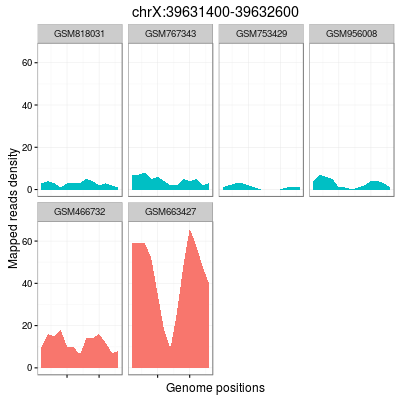 chrX:39631400-39632600
GSM818031 GSM767343 GSM753429 GSM956008
60
40
20
0
GSM466732 GSM663427
60
40
20
0
Mapped reads density
Genome positions